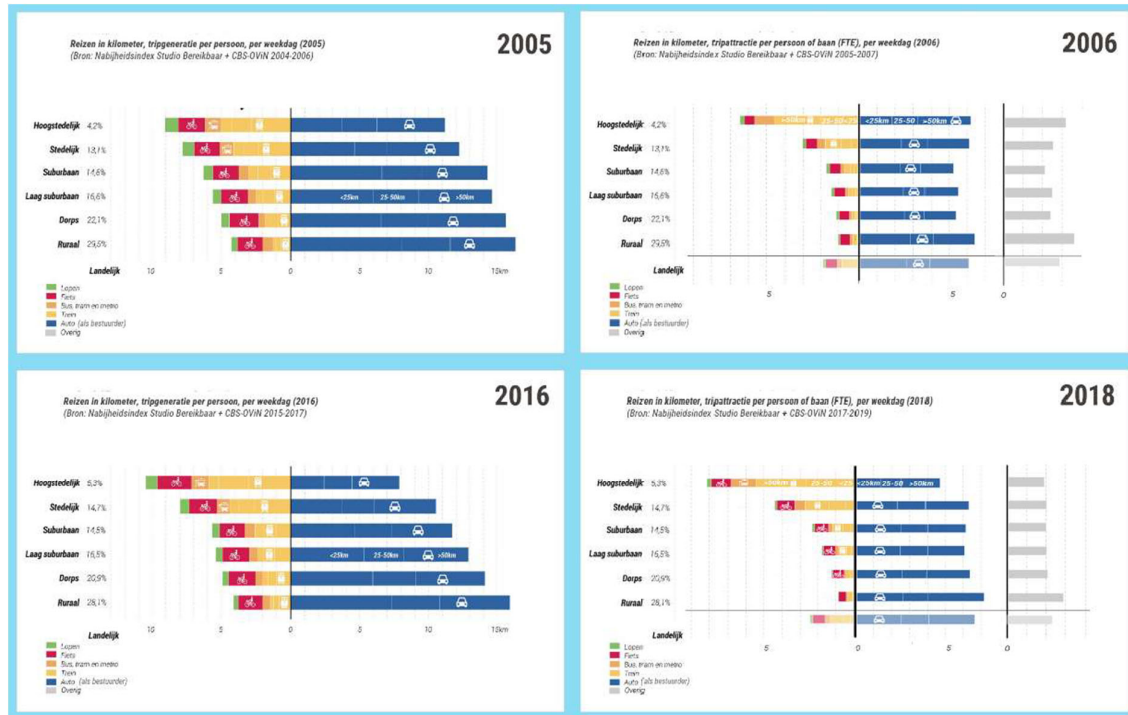 Reizen in kilometer, tripgeneratie per persoon, per weekdag (2005)
(Bron: Nabijheidsindex Studio Bereikbaar + CBS-OViN 2004-2006)
2005
Hoogstedelijk 4,2%
Stedelijk 13,1%
Suburbaan 14,6%
Laag suburbaan 16,6% <25km 25-50km >50km
Dorps 22,1%
Ruraal 29,5%
Landelijk 10 5 0 5 10 15km
Lopen
Fiets
Bus, tram en metro
Trein
Auto (als bestuurder)
Overig
Reizen in kilometer, tripattractie per persoon of baan (FTE), per weekdag (2006)
(Bron: Nabijheidsindex Studio Bereikbaar + CBS-OViN 2005-2007)
2006
Hoogstedelijk 4,2% >50km 25-50 <25 <25km 25-50 >50km
Stedelijk 13,1%
Suburbaan 14,6%
Laag suburbaan 16,6%
Dorps 22,1%
Ruraal 29,5%
Landelijk
5 0 5 0
Lopen
Fiets
Bus, tram en metro
Trein
Auto (als bestuurder)
Overig
Reizen in kilometer, tripgeneratie per persoon, per weekdag (2016)
(Bron: Nabijheidsindex Studio Bereikbaar + CBS-OViN 2015-2017)
2016
Hoogstedelijk 5,3%
Stedelijk 14,7%
Suburbaan 14,5%
Laag suburbaan 16,5% <25km 25-50km >50km
Dorps 20,9%
Ruraal 28,1%
Landelijk 10 5 0 5 10 15km
Lopen
Fiets
Bus, tram en metro
Trein
Auto (als bestuurder)
Overig
Reizen in kilometer, tripattractie per persoon of baan (FTE), per weekdag (2018)
(Bron: Nabijheidsindex Studio Bereikbaar + CBS-OViN 2017-2019)
2018
Hoogstedelijk 5,3% >50km 25-50 <25 <25km 25-50 >50km
Stedelijk 14,7%
Suburbaan 14,5%
Laag suburbaan 16,5%
Dorps 20,9%
Ruraal 28,1%
Landelijk 5 0 5 0
Lopen
Fiets
Bus, tram en metro
Trein
Auto (als bestuurder)
Overig